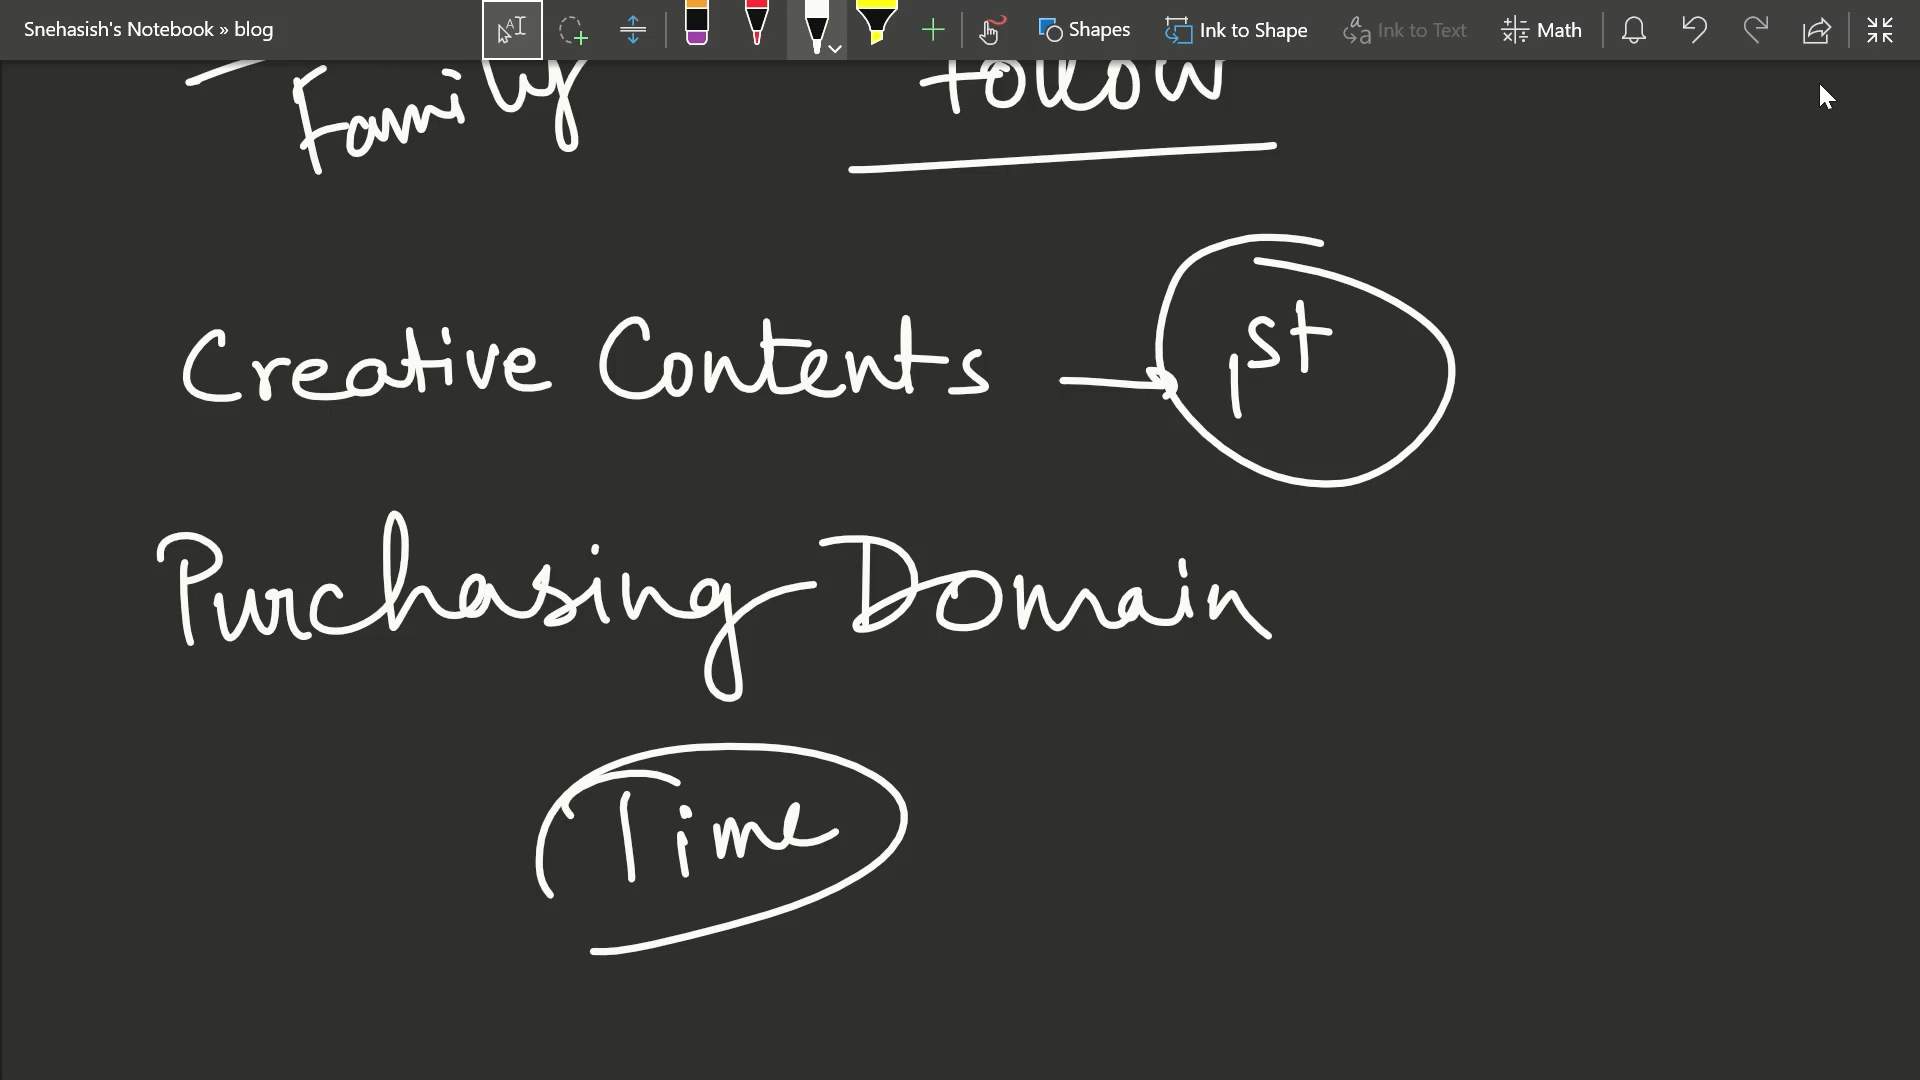 Snehasish's Notebook » blog Shapes Ink to Shape Ink to Text Math
Family follow
Creative Contents 1st
Purchasing Domain
Time